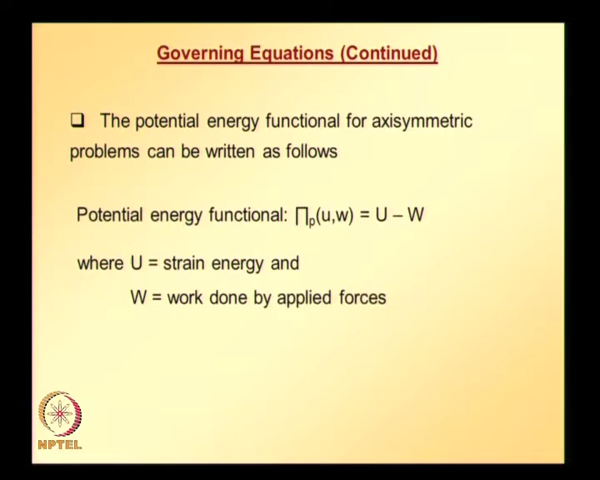 Governing Equations (Continued)
❑ The potential energy functional for axisymmetric
problems can be written as follows
Potential energy functional: ∏p(u,w) = U – W
where U = strain energy and
W = work done by applied forces
NPTEL